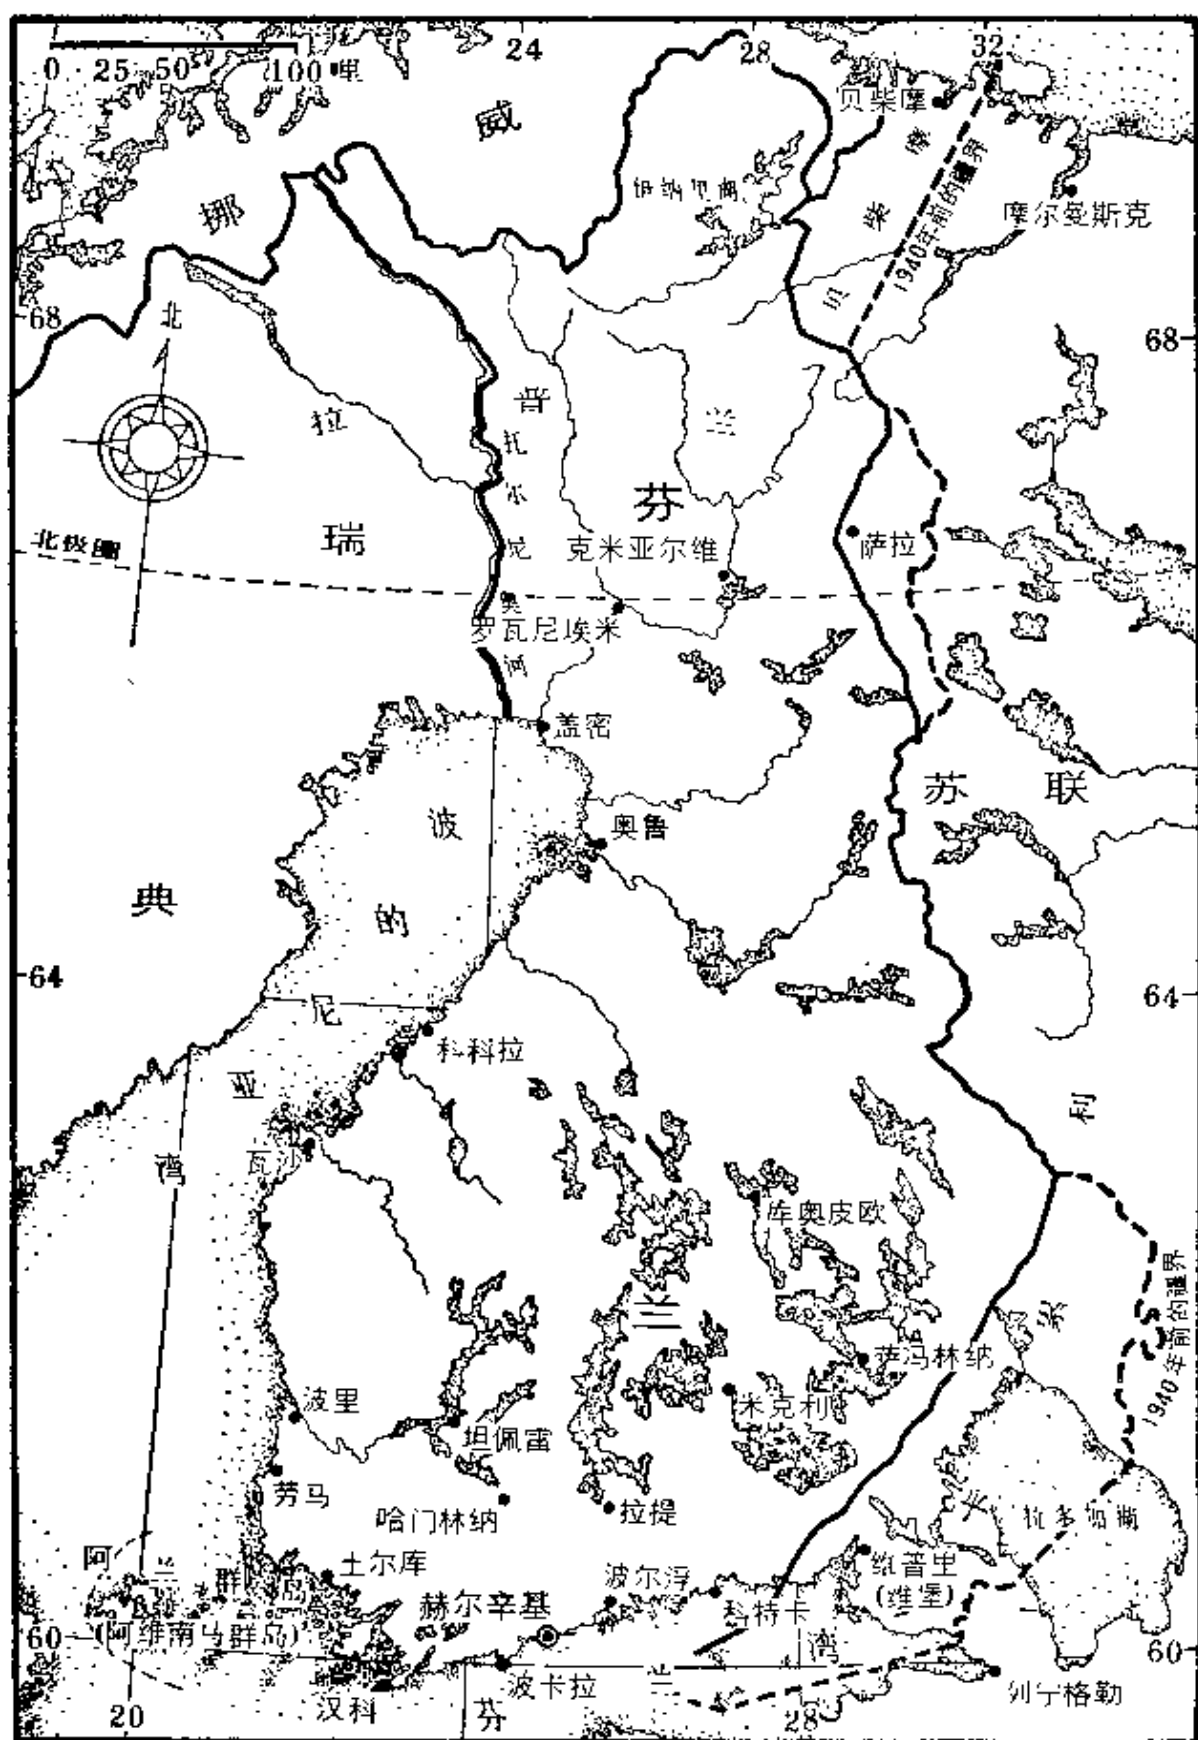 24
28
32
0 25 50 100 哩
威
贝柴摩
挪
伊纳里湖
1940年前的疆界
摩尔曼斯克
贝柴摩
68
北
68
拉
普
兰
托尔尼奥河
芬
北极圈
瑞
克米亚尔维
萨拉
罗瓦尼埃米
盖密
苏联
波的尼亚湾
奥鲁
典
64
64
科科拉
瓦沙
库奥皮欧
兰
卡累利
1940年前的疆界
萨冯林纳
米克利
波里
坦佩雷
劳马
哈门林纳
拉提
拉多加湖
阿兰群岛
(阿维南马群岛)
土尔库
赫尔辛基
波尔浮
科特卡
维普里
(维堡)
60
60
汉科
波卡拉
芬兰湾
列宁格勒
20
28